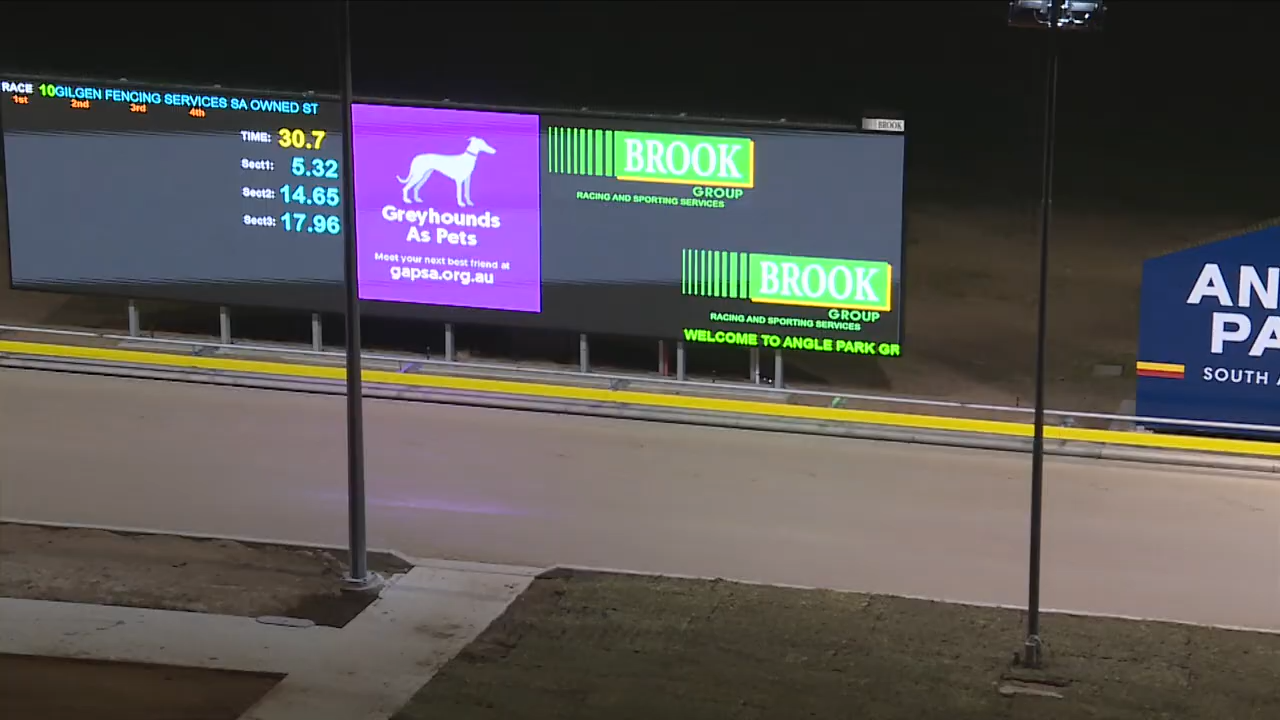 RACE 10 GILGEN FENCING SERVICES SA OWNED ST
1st 2nd 3rd 4th
TIME: 30.7
Sect1: 5.32
Sect2: 14.65
Sect3: 17.96
Greyhounds
As Pets
Meet your next best friend at
gapsa.org.au
BROOK
GROUP
RACING AND SPORTING SERVICES
BROOK
BROOK
GROUP
RACING AND SPORTING SERVICES
WELCOME TO ANGLE PARK GR
AN
PA
SOUTH A